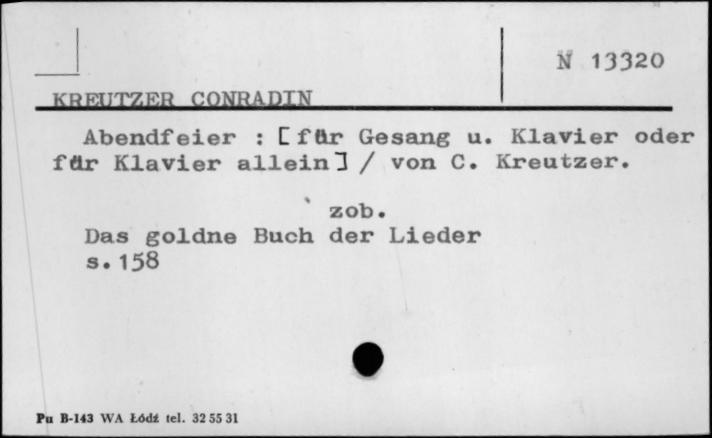 N 13320
KREUTZER CONRADIN
Abendfeier : [für Gesang u. Klavier oder
für Klavier allein] / von C. Kreutzer.
zob.
Das goldne Buch der Lieder
s.158
Pu B-143 WA Łódź tel. 32 55 31